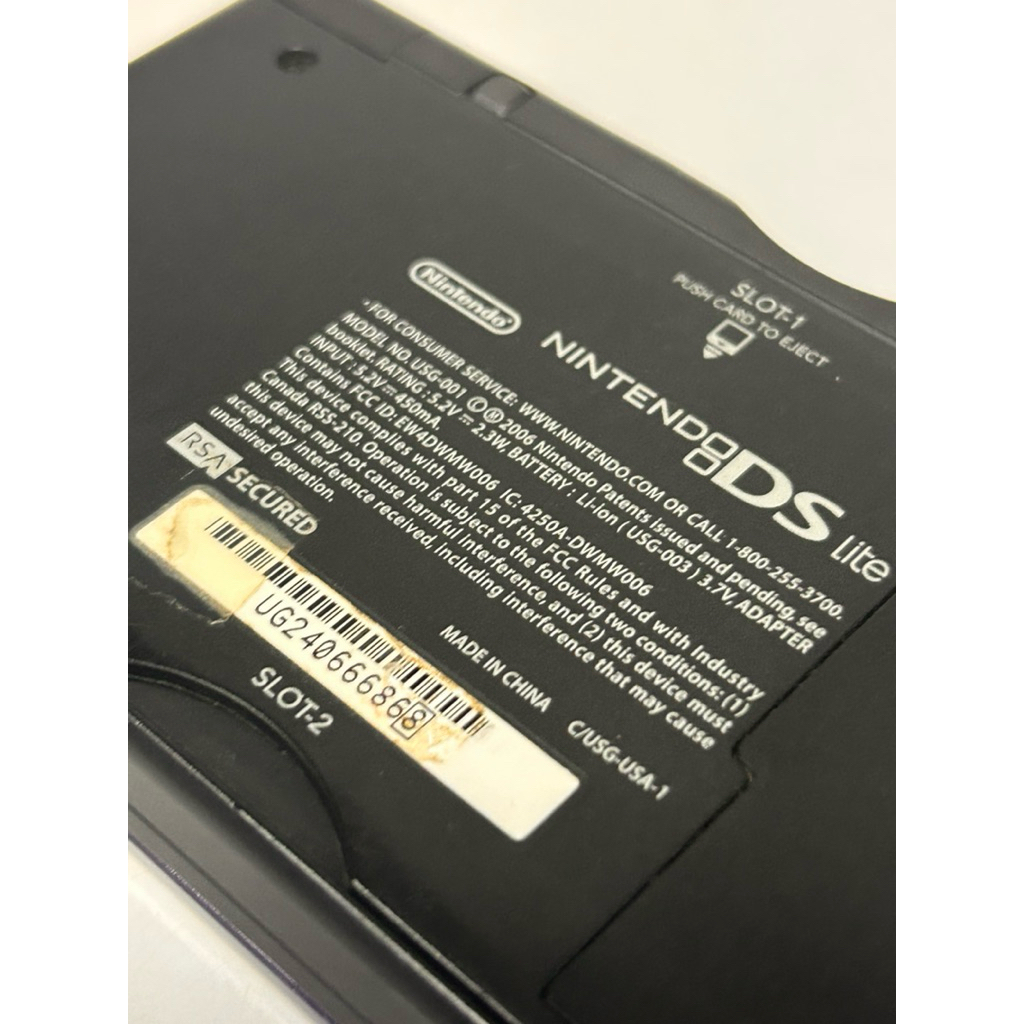 SLOT-1
PUSH CARD TO EJECT
Nintendo
NINTENDO DS lite
FOR CONSUMER SERVICE: WWW.NINTENDO.COM OR CALL 1-800-255-3700.
MODEL NO. USG-001 Ⓒ Ⓜ 2006 Nintendo Patents issued and pending, see
booklet. RATING : 5.2V ⎓ 2.3W, BATTERY : Li-ion ( USG-003 ) 3.7V, ADAPTER
INPUT : 5.2V ⎓ 450mA.
Contains FCC ID: EW4DWMW006 IC: 4250A-DWMW006
This device complies with part 15 of the FCC Rules and with Industry
Canada RSS-210. Operation is subject to the following two conditions: (1)
this device may not cause harmful interference, and (2) this device must
accept any interference received, including interference that may cause
undesired operation.
RSA SECURED
MADE IN CHINA
C/USG-USA-1
UG240666868
SLOT-2